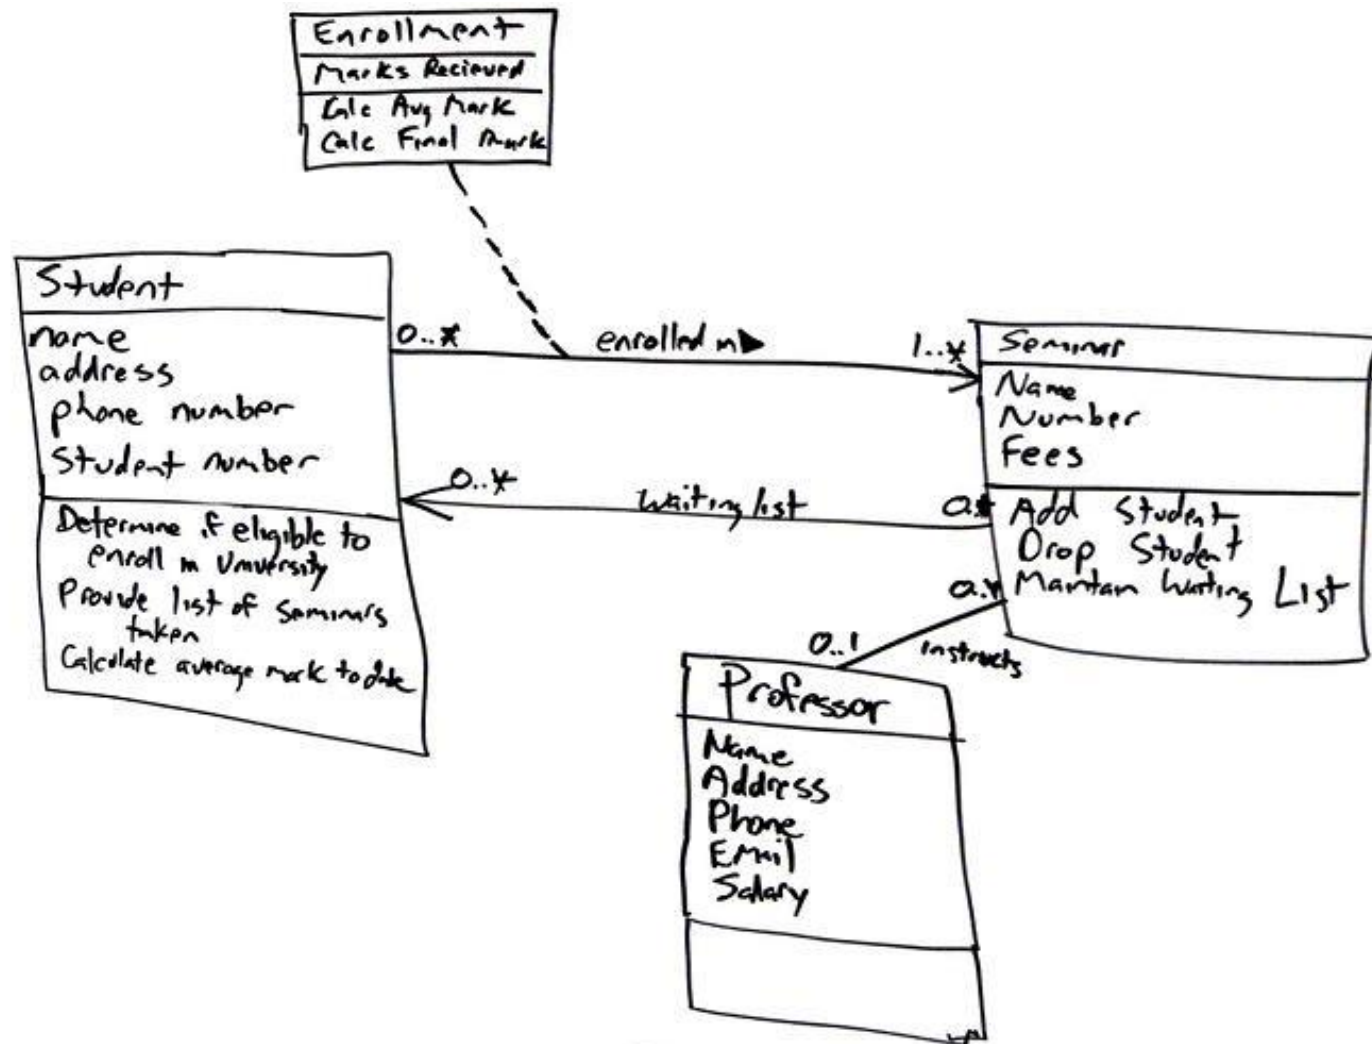 Enrollment
Marks Recieved
Calc Avg Mark
Calc Final Mark
Student
name
address
phone number
Student number
Determine if eligible to
enroll in University
Provide list of seminars
taken
Calculate average mark to date
0..*
enrolled in
1..*
0..*
waiting list
0..*
Seminar
Name
Number
Fees
Add Student
Drop Student
Maintain Waiting List
0..*
instructs
0..1
Professor
Name
Address
Phone
Email
Salary